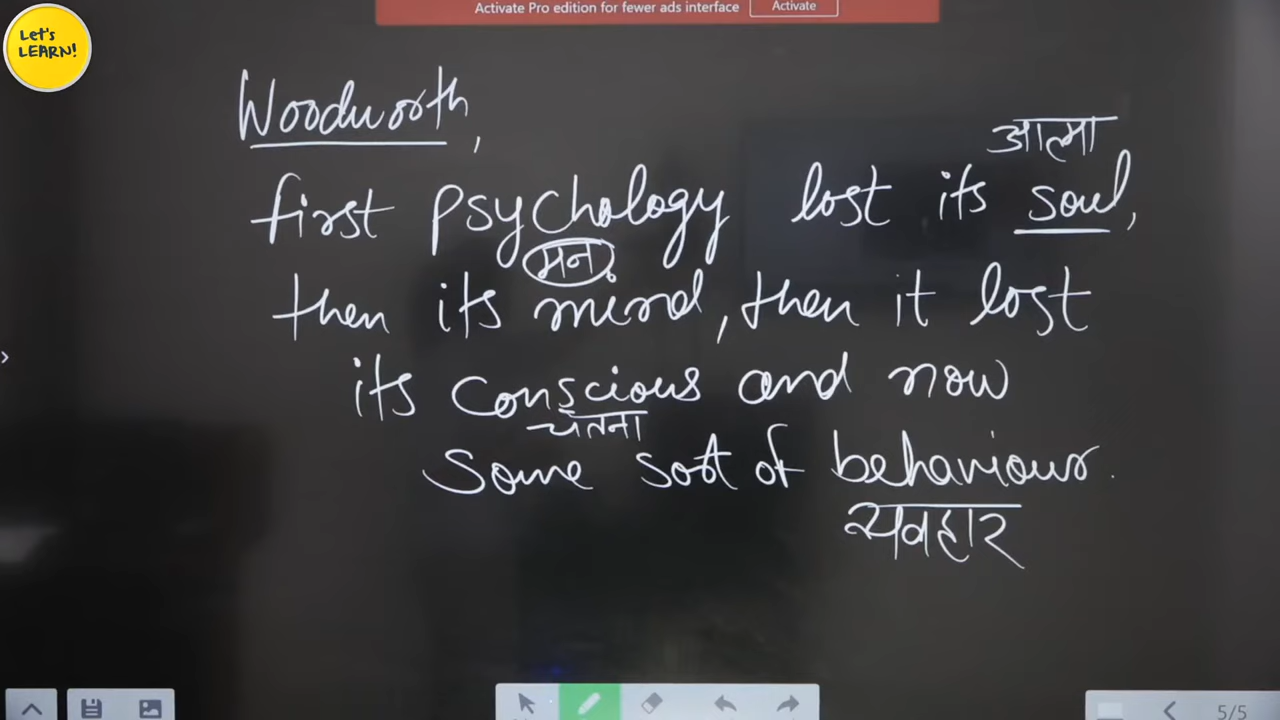 Activate Pro edition for fewer ads interface Activate
Let's
LEARN!
Woodworth,
आत्मा
first psychology lost its soul,
मन.
then its mind, then it lost
its conscious and now
चेतना
some sort of behaviour.
व्यवहार
5/5